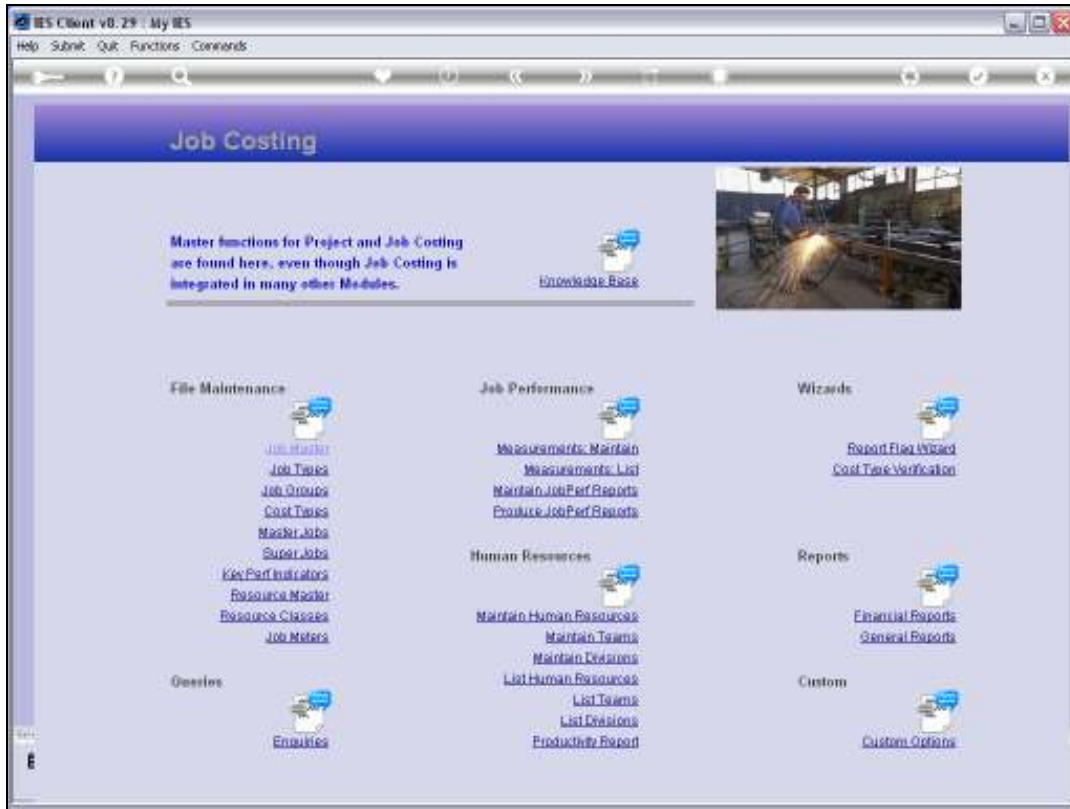 IES Client v8.29 : My IES
Help Submit Quit Functions Commands
Job Costing
Master functions for Project and Job Costing
are found here, even though Job Costing is
integrated in many other Modules.
Knowledge Base
File Maintenance
Job Master
Job Types
Job Groups
Cost Types
Master Jobs
Super Jobs
Key Perf Indicators
Resource Master
Resource Classes
Job Meters
Queries
Enquiries
Job Performance
Measurements: Maintain
Measurements: List
Maintain JobPerf Reports
Produce JobPerf Reports
Human Resources
Maintain Human Resources
Maintain Teams
Maintain Divisions
List Human Resources
List Teams
List Divisions
Productivity Report
Wizards
Report Flag Wizard
Cost Type Verification
Reports
Financial Reports
General Reports
Custom
Custom Options